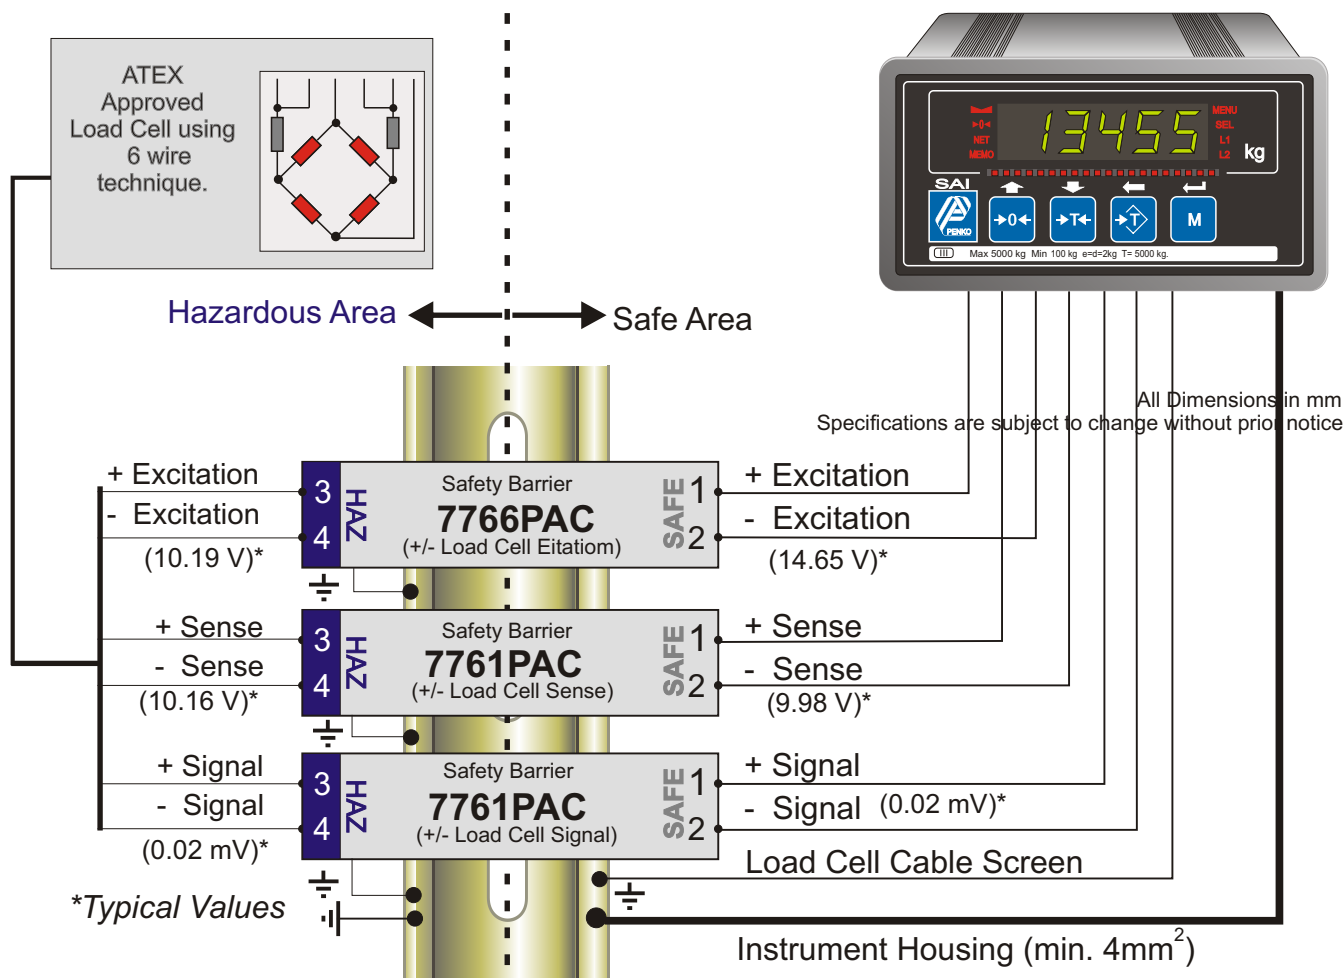 ATEX
Approved
Load Cell using
6 wire
technique.
13455
kg
→0←
NET
MEMO
MENU
SEL
L1
L2
SAI
PENKO
→0←
→T←
→T
M
III
Max 5000 kg Min 100 kg e=d=2kg T= 5000 kg.
Hazardous Area
Safe Area
All Dimensions in mm
Specifications are subject to change without prior notice
+ Excitation
- Excitation
(10.19 V)*
3
4
HAZ
Safety Barrier
7766PAC
(+/- Load Cell Eitatiom)
SAFE
1
2
+ Excitation
- Excitation
(14.65 V)*
+ Sense
- Sense
(10.16 V)*
3
4
HAZ
Safety Barrier
7761PAC
(+/- Load Cell Sense)
SAFE
1
2
+ Sense
- Sense
(9.98 V)*
+ Signal
- Signal
(0.02 mV)*
3
4
HAZ
Safety Barrier
7761PAC
(+/- Load Cell Signal)
SAFE
1
2
+ Signal
- Signal (0.02 mV)*
Load Cell Cable Screen
*Typical Values
Instrument Housing (min. 4mm²)